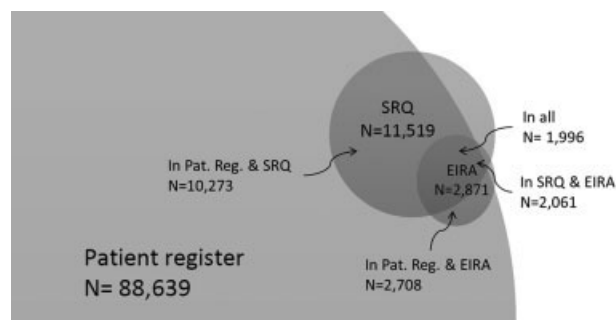 SRQ
N=11,519
In all
N= 1,996
In Pat. Reg. & SRQ
N=10,273
EIRA
N=2,871
In SRQ & EIRA
N=2,061
In Pat. Reg. & EIRA
N=2,708
Patient register
N= 88,639